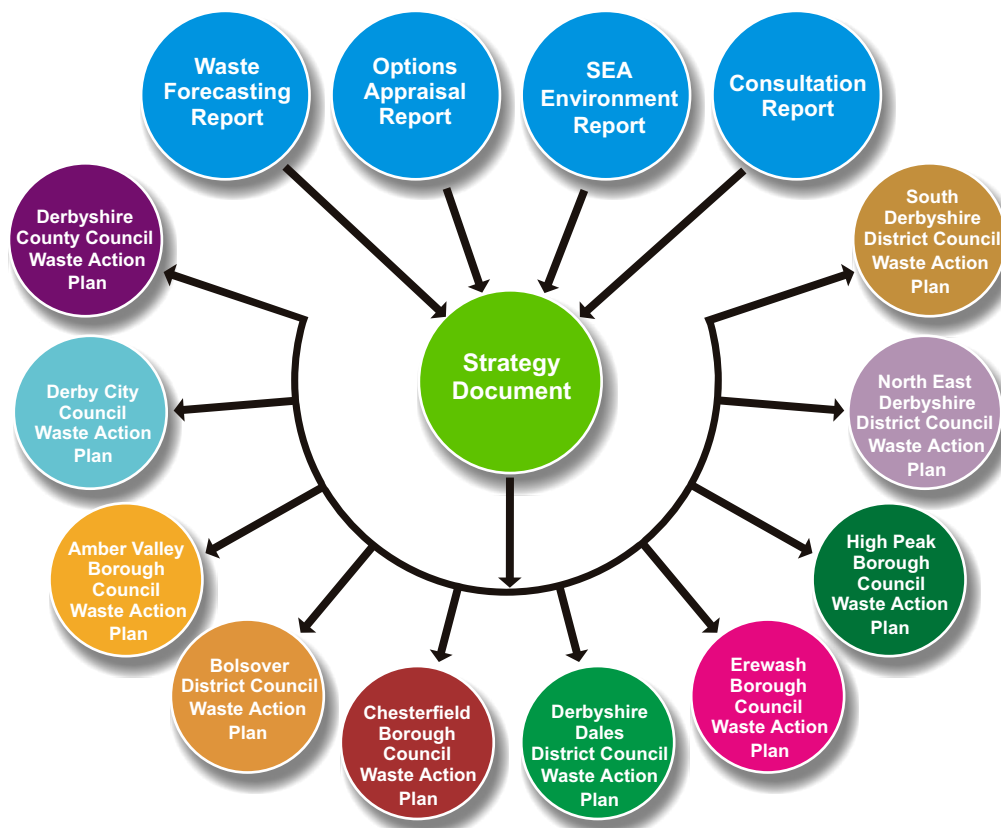 Waste
Forecasting
Report
Options
Appraisal
Report
SEA
Environment
Report
Consultation
Report
Derbyshire
County Council
Waste Action
Plan
South
Derbyshire
District Council
Waste Action
Plan
Strategy
Document
Derby City
Council
Waste Action
Plan
North East
Derbyshire
District Council
Waste Action
Plan
Amber Valley
Borough
Council
Waste Action
Plan
High Peak
Borough
Council
Waste Action
Plan
Bolsover
District Council
Waste Action
Plan
Chesterfield
Borough
Council
Waste Action
Plan
Derbyshire
Dales
District Council
Waste Action
Plan
Erewash
Borough
Council
Waste Action
Plan